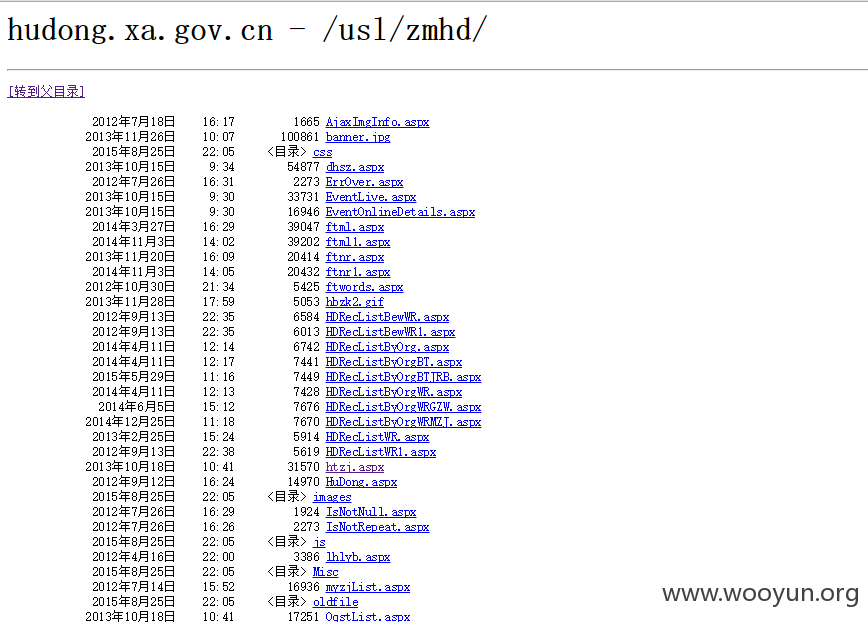 hudong.xa.gov.cn - /usl/zmhd/
[转到父目录]
2012年7月18日 16:17 1665 AjaxImgInfo.aspx
2013年11月26日 10:07 100861 banner.jpg
2015年8月25日 22:05 <目录> css
2013年10月15日 9:34 54877 dhsz.aspx
2012年7月26日 16:31 2273 ErrOver.aspx
2013年10月15日 9:30 33731 EventLive.aspx
2013年10月15日 9:30 16946 EventOnlineDetails.aspx
2014年3月27日 16:29 39047 ftml.aspx
2014年11月3日 14:02 39202 ftml1.aspx
2013年11月20日 16:09 20414 ftnr.aspx
2014年11月3日 14:05 20432 ftnr1.aspx
2012年10月30日 21:34 5425 ftwords.aspx
2013年11月28日 17:59 5053 hbzk2.gif
2012年9月13日 22:35 6584 HDRecListBewWR.aspx
2012年9月13日 22:35 6013 HDRecListBewWR1.aspx
2014年4月11日 12:14 6742 HDRecListByOrg.aspx
2014年4月11日 12:17 7441 HDRecListByOrgBT.aspx
2015年5月29日 11:16 7449 HDRecListByOrgBTJRB.aspx
2014年4月11日 12:13 7428 HDRecListByOrgWR.aspx
2014年6月5日 15:12 7676 HDRecListByOrgWRGZW.aspx
2014年12月25日 11:18 7670 HDRecListByOrgWRMZJ.aspx
2013年2月25日 15:24 5914 HDRecListWR.aspx
2012年9月13日 22:38 5619 HDRecListWR1.aspx
2013年10月18日 10:41 31570 htzj.aspx
2012年9月12日 16:24 14970 HuDong.aspx
2015年8月25日 22:05 <目录> images
2012年7月26日 16:29 1924 IsNotNull.aspx
2012年7月26日 16:26 2273 IsNotRepeat.aspx
2015年8月25日 22:05 <目录> js
2012年4月16日 22:00 3386 lhlyb.aspx
2015年8月25日 22:05 <目录> Misc
2012年7月14日 15:52 16936 myzjList.aspx
2015年8月25日 22:05 <目录> oldfile
2013年10月18日 10:41 17251 OqstList.aspx
www.wooyun.org